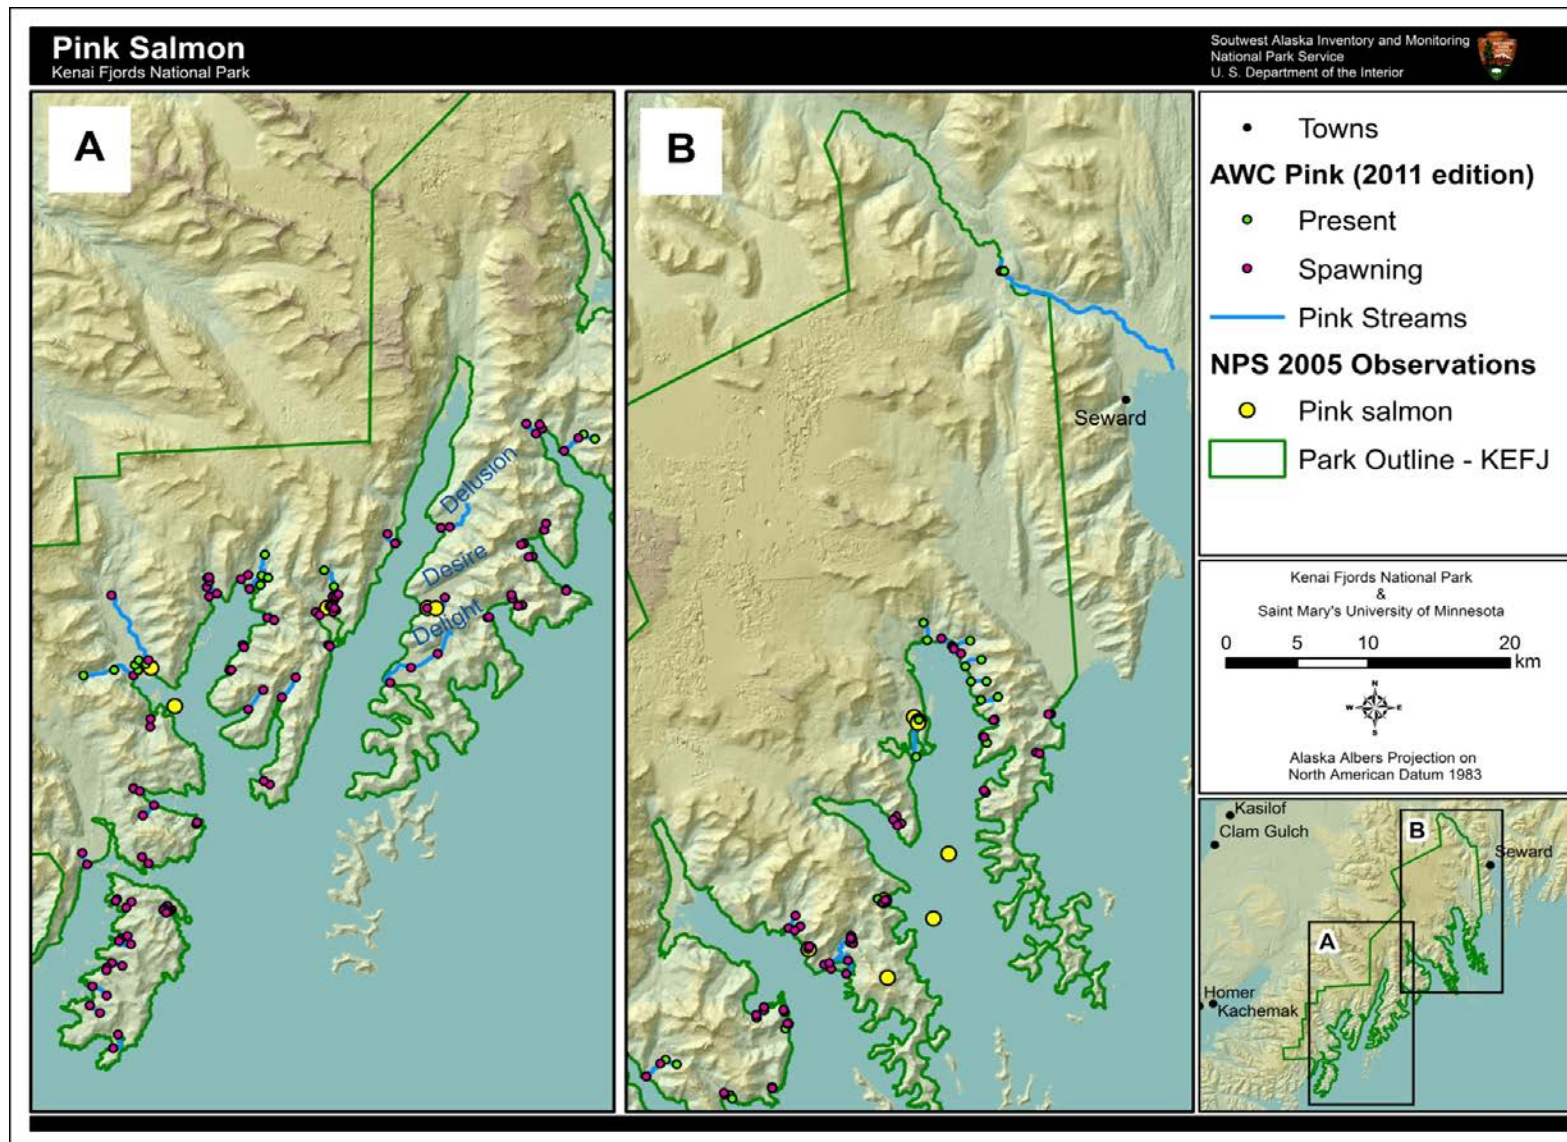 Pink Salmon
Kenai Fjords National Park
Soutwest Alaska Inventory and Monitoring
National Park Service
U. S. Department of the Interior
A
Delusion
Desire
Delight
B
Seward
Towns
AWC Pink (2011 edition)
Present
Spawning
Pink Streams
NPS 2005 Observations
Pink salmon
Park Outline - KEFJ
Kenai Fjords National Park
&
Saint Mary's University of Minnesota
0 5 10 20
km
N
W E
S
Alaska Albers Projection on
North American Datum 1983
Kasilof
Clam Gulch
B
Seward
A
Homer
Kachemak